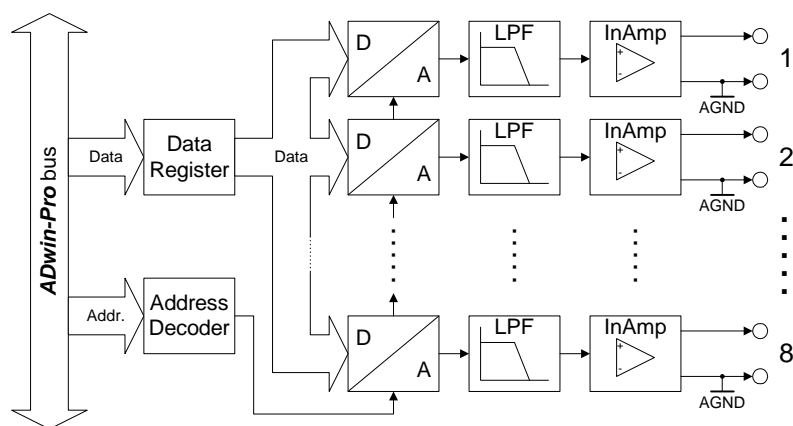 ADwin-Pro bus
Data
Data
Register
Data
D
A
LPF
InAmp
+
-
AGND
1
D
A
LPF
InAmp
+
-
AGND
2
Addr.
Address
Decoder
D
A
LPF
InAmp
+
-
AGND
8